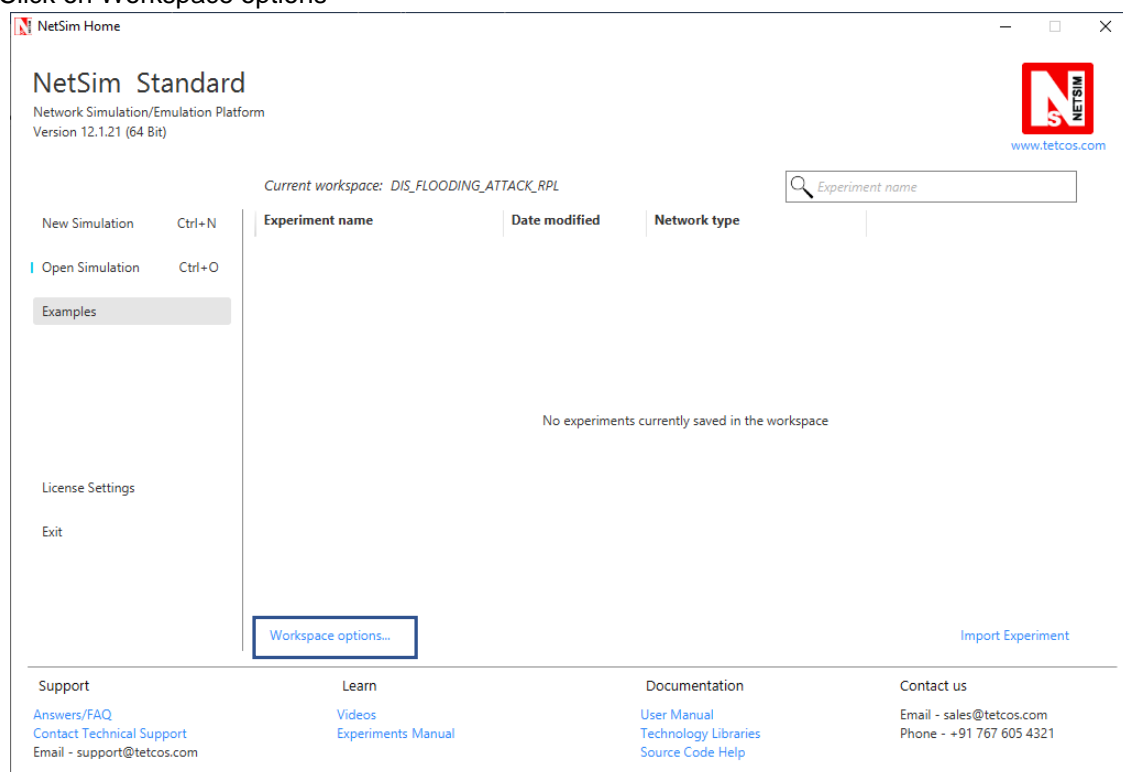 Click on Workspace options
NetSim Home
NetSim Standard
Network Simulation/Emulation Platform
Version 12.1.21 (64 Bit)
NETSIM
www.tetcos.com
Current workspace: DIS_FLOODING_ATTACK_RPL
Experiment name
New Simulation Ctrl+N
Experiment name Date modified Network type
Open Simulation Ctrl+O
Examples
No experiments currently saved in the workspace
License Settings
Exit
Workspace options...
Import Experiment
Support Learn Documentation Contact us
Answers/FAQ Videos User Manual Email - sales@tetcos.com
Contact Technical Support Experiments Manual Technology Libraries Phone - +91 767 605 4321
Email - support@tetcos.com Source Code Help